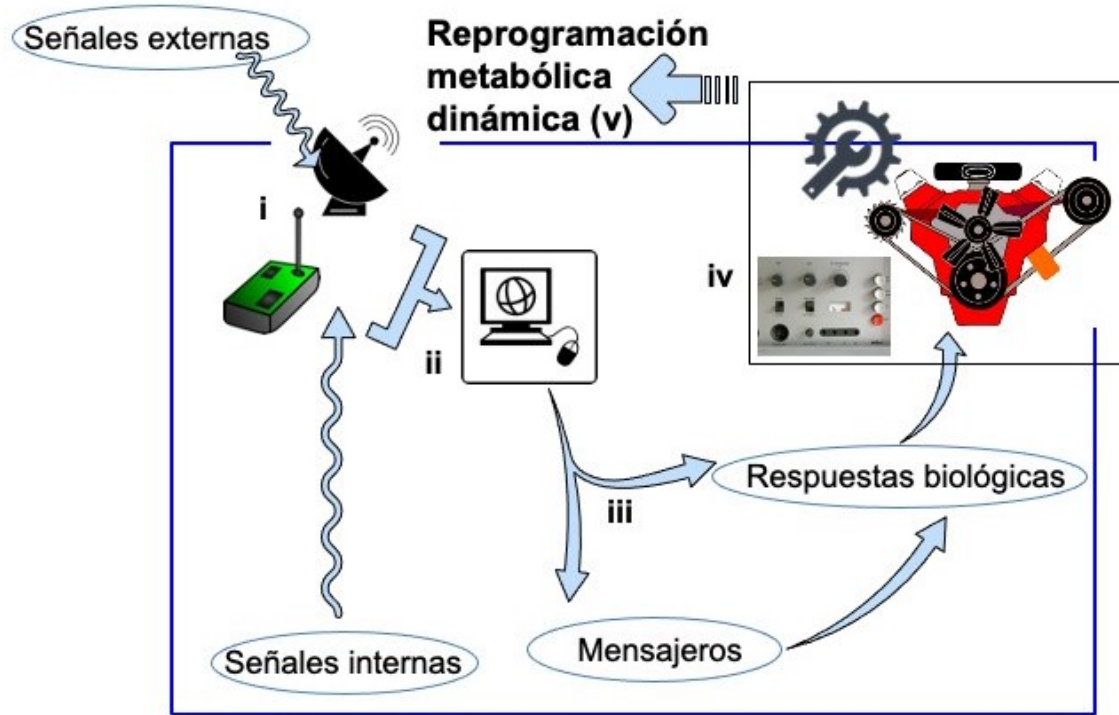 Señales externas
Reprogramación
metabólica
dinámica (v)
i
iv
ii
Respuestas biológicas
iii
Señales internas
Mensajeros